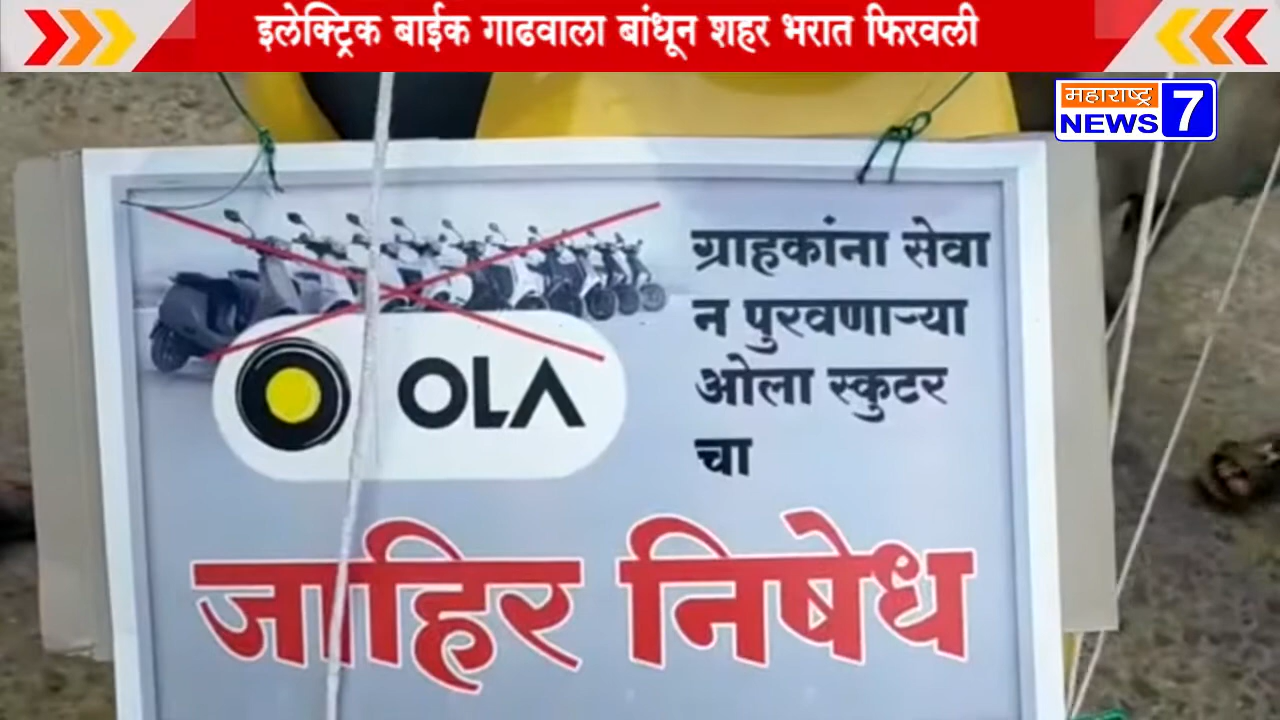 इलेक्ट्रिक बाईक गाढवाला बांधून शहर भरात फिरवली
महाराष्ट्र
NEWS 7
ग्राहकांना सेवा
न पुरवणाऱ्या
ओला स्कुटर
चा
OLA
जाहिर निषेध